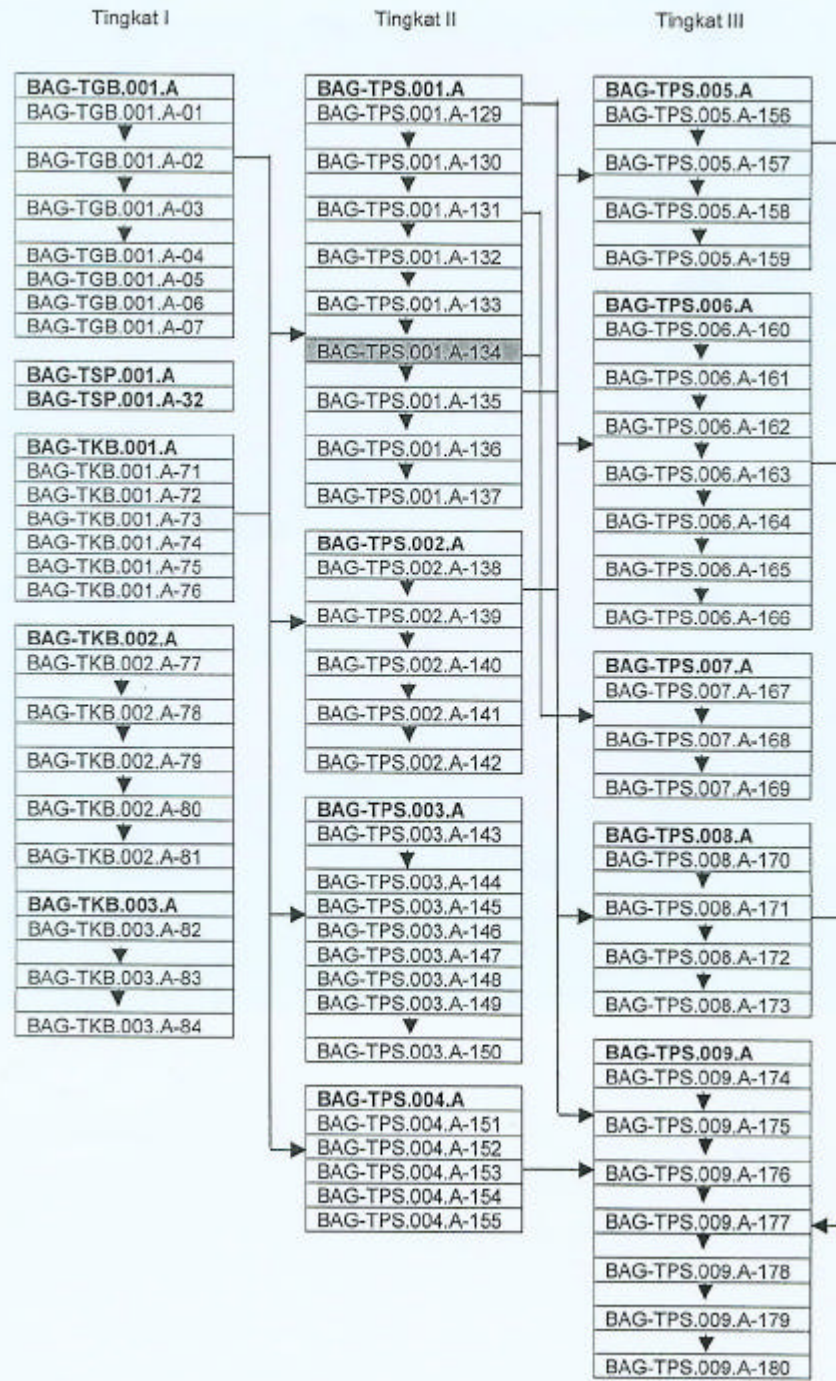 Tingkat I
Tingkat II
Tingkat III
BAG-TGB.001.A
BAG-TGB.001.A-01
BAG-TGB.001.A-02
BAG-TGB.001.A-03
BAG-TGB.001.A-04
BAG-TGB.001.A-05
BAG-TGB.001.A-06
BAG-TGB.001.A-07
BAG-TSP.001.A
BAG-TSP.001.A-32
BAG-TKB.001.A
BAG-TKB.001.A-71
BAG-TKB.001.A-72
BAG-TKB.001.A-73
BAG-TKB.001.A-74
BAG-TKB.001.A-75
BAG-TKB.001.A-76
BAG-TKB.002.A
BAG-TKB.002.A-77
BAG-TKB.002.A-78
BAG-TKB.002.A-79
BAG-TKB.002.A-80
BAG-TKB.002.A-81
BAG-TKB.003.A
BAG-TKB.003.A-82
BAG-TKB.003.A-83
BAG-TKB.003.A-84
BAG-TPS.001.A
BAG-TPS.001.A-129
BAG-TPS.001.A-130
BAG-TPS.001.A-131
BAG-TPS.001.A-132
BAG-TPS.001.A-133
BAG-TPS.001.A-134
BAG-TPS.001.A-135
BAG-TPS.001.A-136
BAG-TPS.001.A-137
BAG-TPS.002.A
BAG-TPS.002.A-138
BAG-TPS.002.A-139
BAG-TPS.002.A-140
BAG-TPS.002.A-141
BAG-TPS.002.A-142
BAG-TPS.003.A
BAG-TPS.003.A-143
BAG-TPS.003.A-144
BAG-TPS.003.A-145
BAG-TPS.003.A-146
BAG-TPS.003.A-147
BAG-TPS.003.A-148
BAG-TPS.003.A-149
BAG-TPS.003.A-150
BAG-TPS.004.A
BAG-TPS.004.A-151
BAG-TPS.004.A-152
BAG-TPS.004.A-153
BAG-TPS.004.A-154
BAG-TPS.004.A-155
BAG-TPS.005.A
BAG-TPS.005.A-156
BAG-TPS.005.A-157
BAG-TPS.005.A-158
BAG-TPS.005.A-159
BAG-TPS.006.A
BAG-TPS.006.A-160
BAG-TPS.006.A-161
BAG-TPS.006.A-162
BAG-TPS.006.A-163
BAG-TPS.006.A-164
BAG-TPS.006.A-165
BAG-TPS.006.A-166
BAG-TPS.007.A
BAG-TPS.007.A-167
BAG-TPS.007.A-168
BAG-TPS.007.A-169
BAG-TPS.008.A
BAG-TPS.008.A-170
BAG-TPS.008.A-171
BAG-TPS.008.A-172
BAG-TPS.008.A-173
BAG-TPS.009.A
BAG-TPS.009.A-174
BAG-TPS.009.A-175
BAG-TPS.009.A-176
BAG-TPS.009.A-177
BAG-TPS.009.A-178
BAG-TPS.009.A-179
BAG-TPS.009.A-180